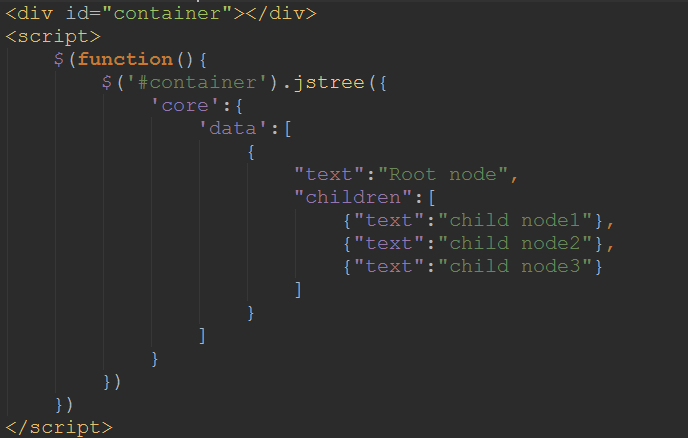 <div id="container"></div>
<script>
    $(function(){
        $('#container').jstree({
            'core':{
                'data':[
                    {
                        "text":"Root node",
                        "children":[
                            {"text":"child node1"},
                            {"text":"child node2"},
                            {"text":"child node3"}
                        ]
                    }
                ]
            }
        })
    })
</script>